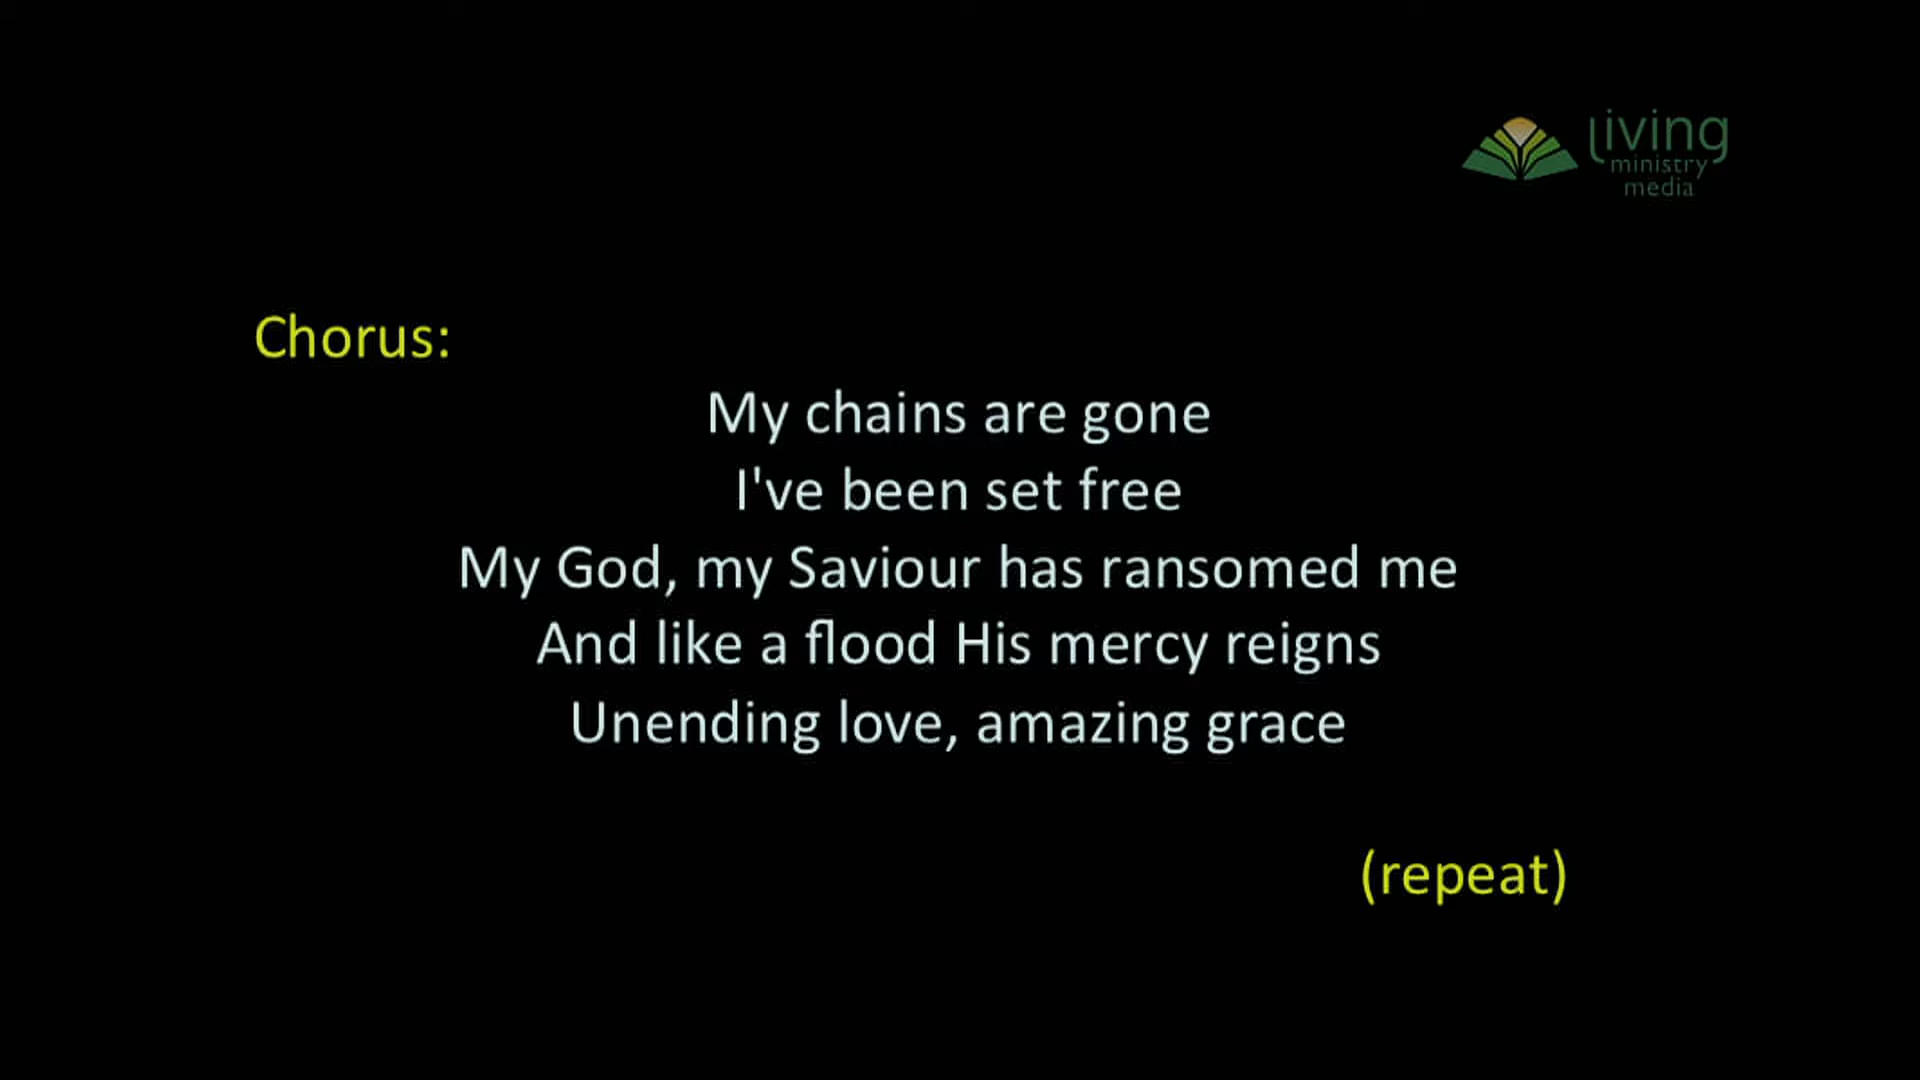 Living
ministry
media
Chorus:
My chains are gone
I've been set free
My God, my Saviour has ransomed me
And like a flood His mercy reigns
Unending love, amazing grace
(repeat)